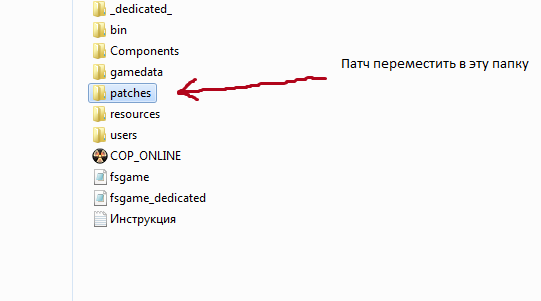 _dedicated_
bin
Components
gamedata
Патч переместить в эту папку
patches
resources
users
COP_ONLINE
fsgame
fsgame_dedicated
Инструкция